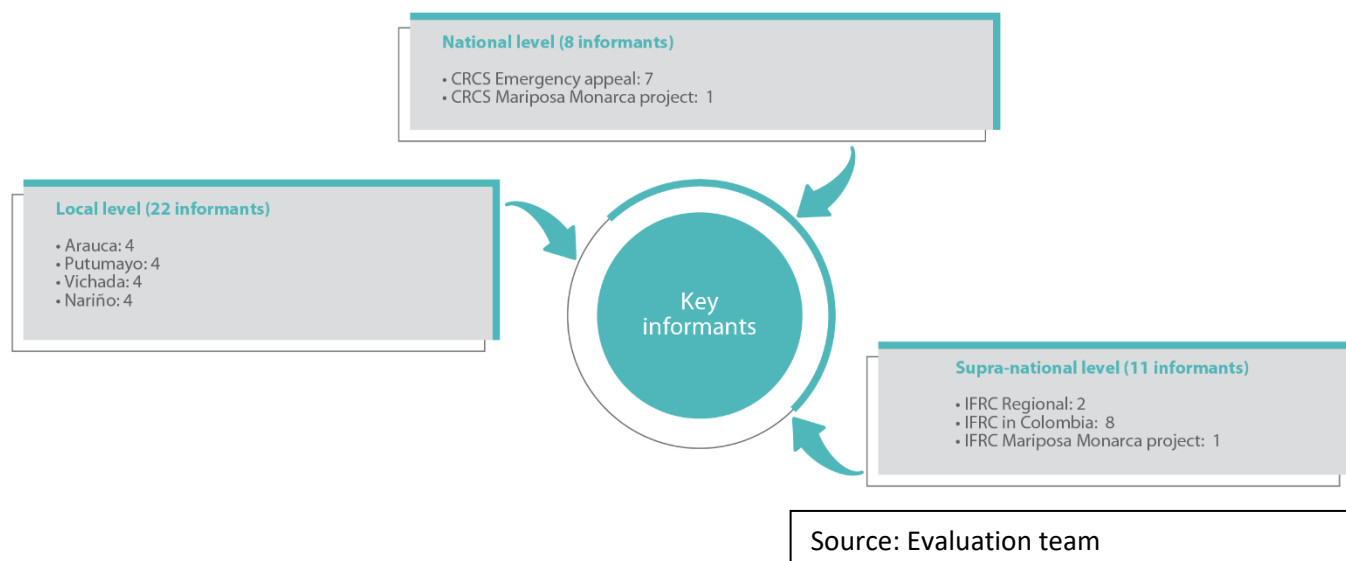 National level (8 informants)
• CRCS Emergency appeal: 7
• CRCS Mariposa Monarca project: 1
Local level (22 informants)
• Arauca: 4
• Putumayo: 4
• Vichada: 4
• Nariño: 4
Key
informants
Supra-national level (11 informants)
• IFRC Regional: 2
• IFRC in Colombia: 8
• IFRC Mariposa Monarca project: 1
Source: Evaluation team